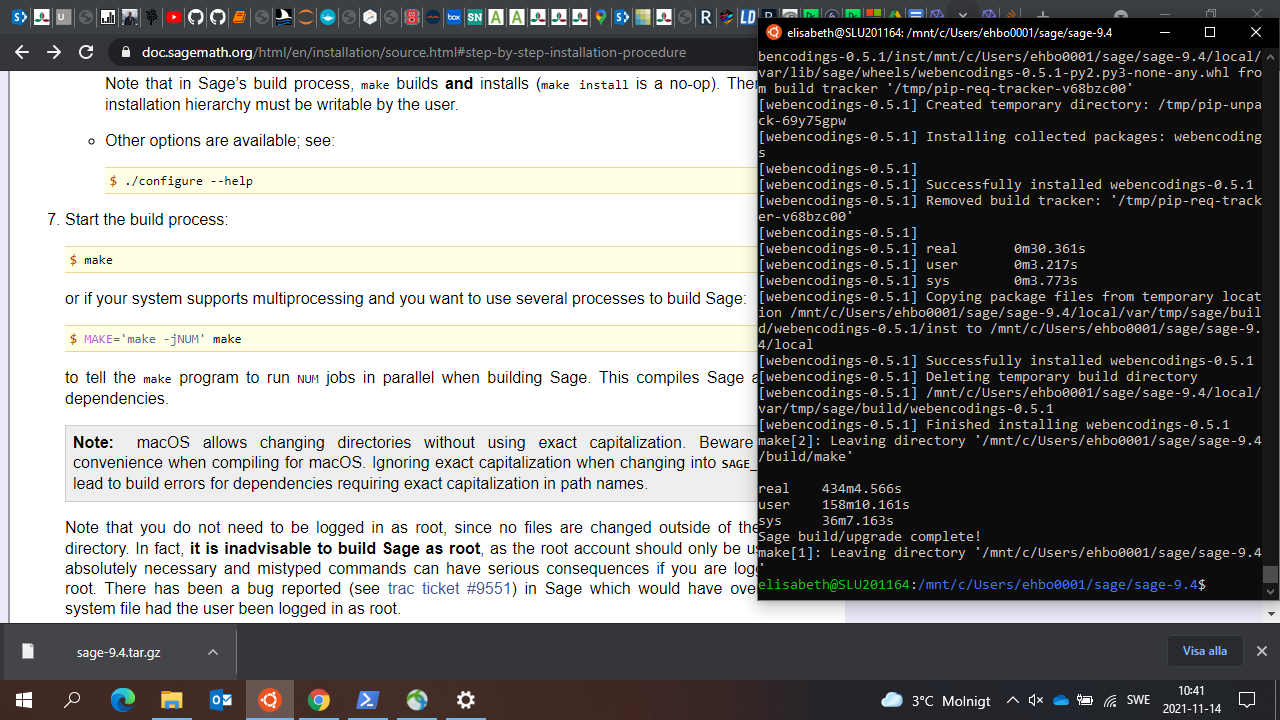 doc.sagemath.org/html/en/installation/source.html#step-by-step-installation-procedure
Note that in Sage's build process, make builds and installs (make install is a no-op). The
installation hierarchy must be writable by the user.
Other options are available; see:
$ ./configure --help
7. Start the build process:
$ make
or if your system supports multiprocessing and you want to use several processes to build Sage:
$ MAKE='make -jNUM' make
to tell the make program to run NUM jobs in parallel when building Sage. This compiles Sage a
dependencies.
Note: macOS allows changing directories without using exact capitalization. Beware
convenience when compiling for macOS. Ignoring exact capitalization when changing into SAGE_
lead to build errors for dependencies requiring exact capitalization in path names.
Note that you do not need to be logged in as root, since no files are changed outside of the
directory. In fact, it is inadvisable to build Sage as root, as the root account should only be u
absolutely necessary and mistyped commands can have serious consequences if you are log
root. There has been a bug reported (see trac ticket #9551) in Sage which would have ove
system file had the user been logged in as root.
elisabeth@SLU201164: /mnt/c/Users/ehbo0001/sage/sage-9.4
bencodings-0.5.1/inst/mnt/c/Users/ehbo0001/sage/sage-9.4/local/
var/lib/sage/wheels/webencodings-0.5.1-py2.py3-none-any.whl fro
m build tracker '/tmp/pip-req-tracker-v68bzc00'
[webencodings-0.5.1] Created temporary directory: /tmp/pip-unpa
ck-69y75gpw
[webencodings-0.5.1] Installing collected packages: webencoding
s
[webencodings-0.5.1]
[webencodings-0.5.1] Successfully installed webencodings-0.5.1
[webencodings-0.5.1] Removed build tracker: '/tmp/pip-req-track
er-v68bzc00'
[webencodings-0.5.1]
[webencodings-0.5.1] real 0m30.361s
[webencodings-0.5.1] user 0m3.217s
[webencodings-0.5.1] sys 0m3.773s
[webencodings-0.5.1] Copying package files from temporary locat
ion /mnt/c/Users/ehbo0001/sage/sage-9.4/local/var/tmp/sage/buil
d/webencodings-0.5.1/inst to /mnt/c/Users/ehbo0001/sage/sage-9.
4/local
[webencodings-0.5.1] Successfully installed webencodings-0.5.1
[webencodings-0.5.1] Deleting temporary build directory
[webencodings-0.5.1] /mnt/c/Users/ehbo0001/sage/sage-9.4/local/
var/tmp/sage/build/webencodings-0.5.1
[webencodings-0.5.1] Finished installing webencodings-0.5.1
make[2]: Leaving directory '/mnt/c/Users/ehbo0001/sage/sage-9.4
/build/make'
real 434m4.566s
user 158m10.161s
sys 36m7.163s
Sage build/upgrade complete!
make[1]: Leaving directory '/mnt/c/Users/ehbo0001/sage/sage-9.4
'
elisabeth@SLU201164:/mnt/c/Users/ehbo0001/sage/sage-9.4$
sage-9.4.tar.gz
Visa alla
3°C Molnigt
SWE
10:41
2021-11-14